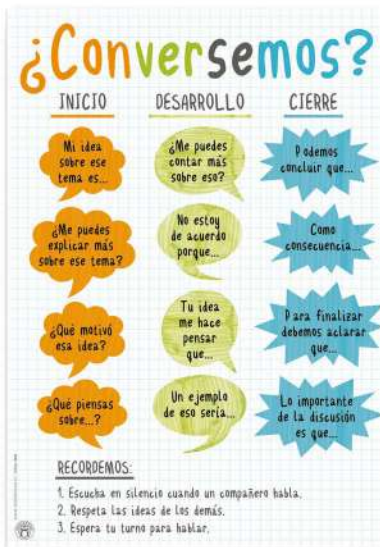 ¿Conversemos?
INICIO
Mi idea
sobre ese
tema es...
¿Me puedes
explicar más
sobre ese tema?
¿Qué motivó
esa idea?
¿Qué piensas
sobre...?
DESARROLLO
¿Me puedes
contar más
sobre eso?
No estoy
de acuerdo
porque...
Tu idea
me hace
pensar
que...
Un ejemplo
de eso sería...
CIERRE
Podemos
concluir que...
Como
consecuencia...
Para finalizar
debemos aclarar
que...
Lo importante
de la discusión
es que...
RECORDEMOS:
1. Escucha en silencio cuando un compañero habla.
2. Respeta las ideas de los demás.
3. Espera tu turno para hablar.